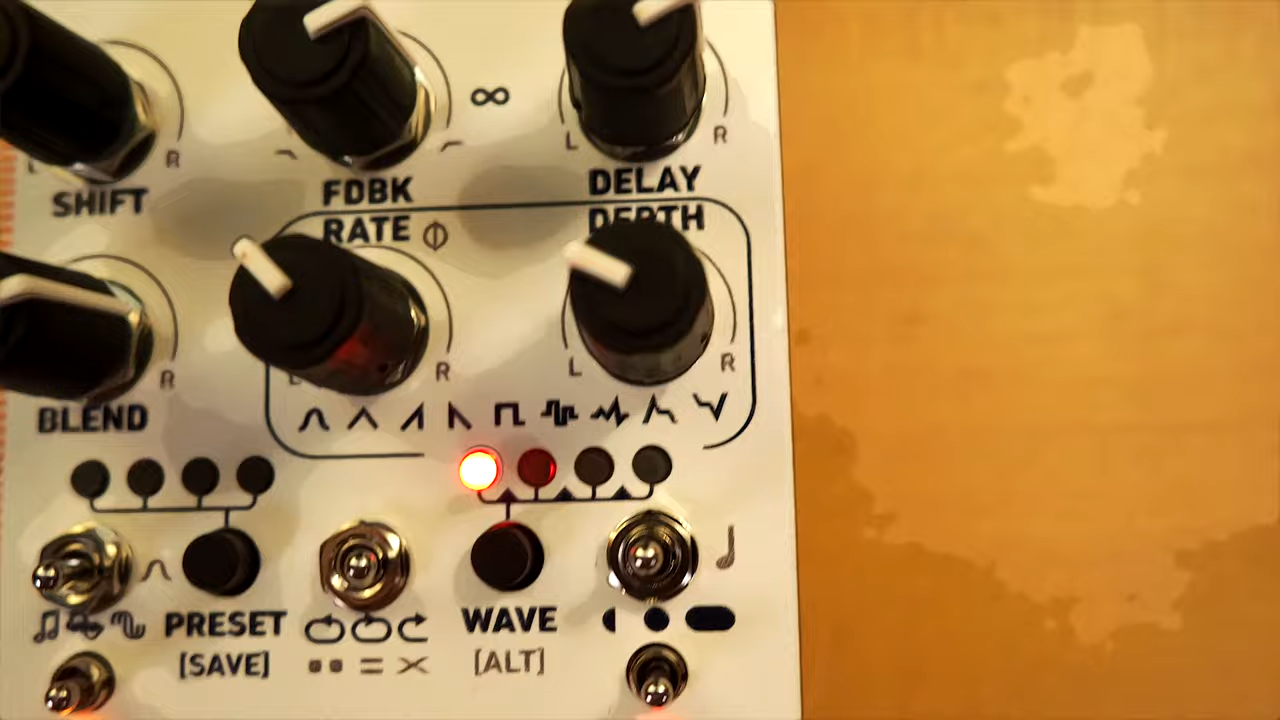 L R
L R
SHIFT FDBK DELAY
RATE DEPTH
R
L R
L R
BLEND
PRESET WAVE
[SAVE] [ALT]